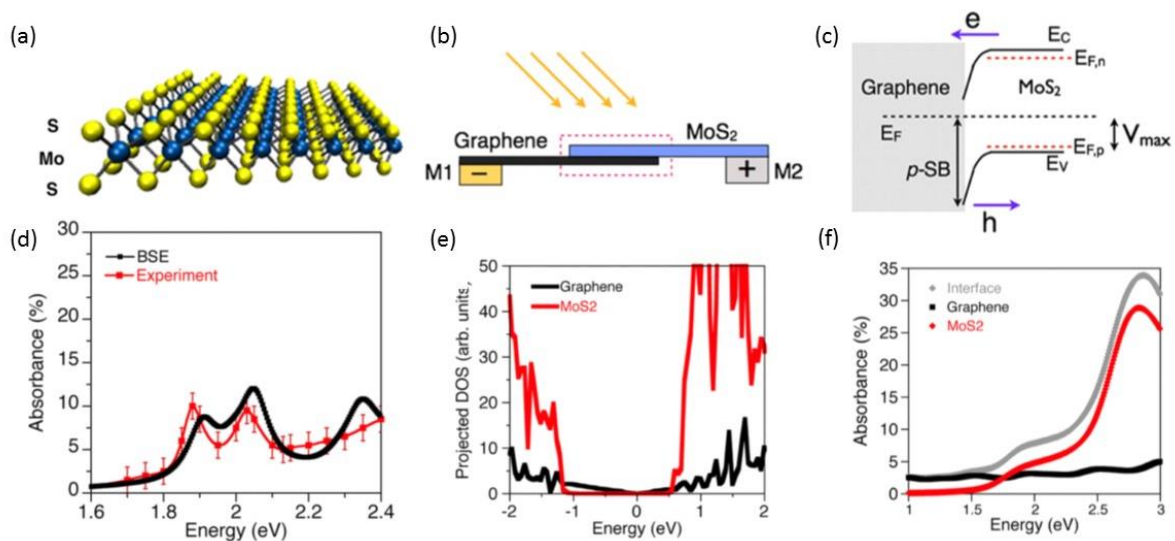 (a)
S
Mo
S
(b)
Graphene
MoS2
M1
−
+
M2
(c)
e
EC
EF,n
Graphene
MoS2
EF
Vmax
EF,p
p-SB
EV
h
(d)
30
25
20
15
10
5
0
Absorbance (%)
BSE
Experiment
1.6
1.8
2
2.2
2.4
Energy (eV)
(e)
50
40
30
20
10
0
Projected DOS (arb. units,
Graphene
MoS2
-2
-1
0
1
2
Energy (eV)
(f)
35
30
25
20
15
10
5
0
Absorbance (%)
Interface
Graphene
MoS2
1
1.5
2
2.5
3
Energy (eV)